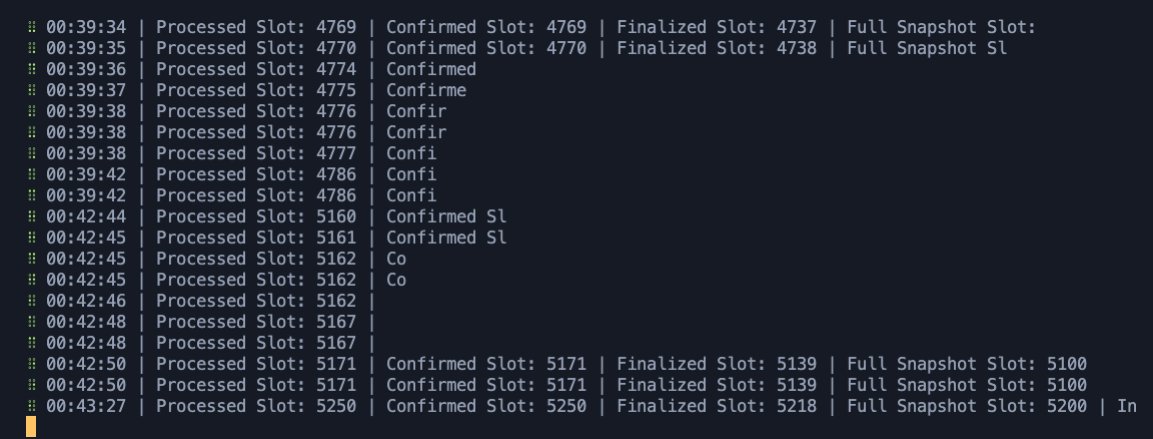 ⠿ 00:39:34 | Processed Slot: 4769 | Confirmed Slot: 4769 | Finalized Slot: 4737 | Full Snapshot Slot:
⠿ 00:39:35 | Processed Slot: 4770 | Confirmed Slot: 4770 | Finalized Slot: 4738 | Full Snapshot Sl
⠿ 00:39:36 | Processed Slot: 4774 | Confirmed
⠿ 00:39:37 | Processed Slot: 4775 | Confirme
⠿ 00:39:38 | Processed Slot: 4776 | Confir
⠿ 00:39:38 | Processed Slot: 4776 | Confir
⠿ 00:39:38 | Processed Slot: 4777 | Confi
⠿ 00:39:42 | Processed Slot: 4786 | Confi
⠿ 00:39:42 | Processed Slot: 4786 | Confi
⠿ 00:42:44 | Processed Slot: 5160 | Confirmed Sl
⠿ 00:42:45 | Processed Slot: 5161 | Confirmed Sl
⠿ 00:42:45 | Processed Slot: 5162 | Co
⠿ 00:42:45 | Processed Slot: 5162 | Co
⠿ 00:42:46 | Processed Slot: 5162 |
⠿ 00:42:48 | Processed Slot: 5167 |
⠿ 00:42:48 | Processed Slot: 5167 |
⠿ 00:42:50 | Processed Slot: 5171 | Confirmed Slot: 5171 | Finalized Slot: 5139 | Full Snapshot Slot: 5100
⠿ 00:42:50 | Processed Slot: 5171 | Confirmed Slot: 5171 | Finalized Slot: 5139 | Full Snapshot Slot: 5100
⠿ 00:43:27 | Processed Slot: 5250 | Confirmed Slot: 5250 | Finalized Slot: 5218 | Full Snapshot Slot: 5200 | In